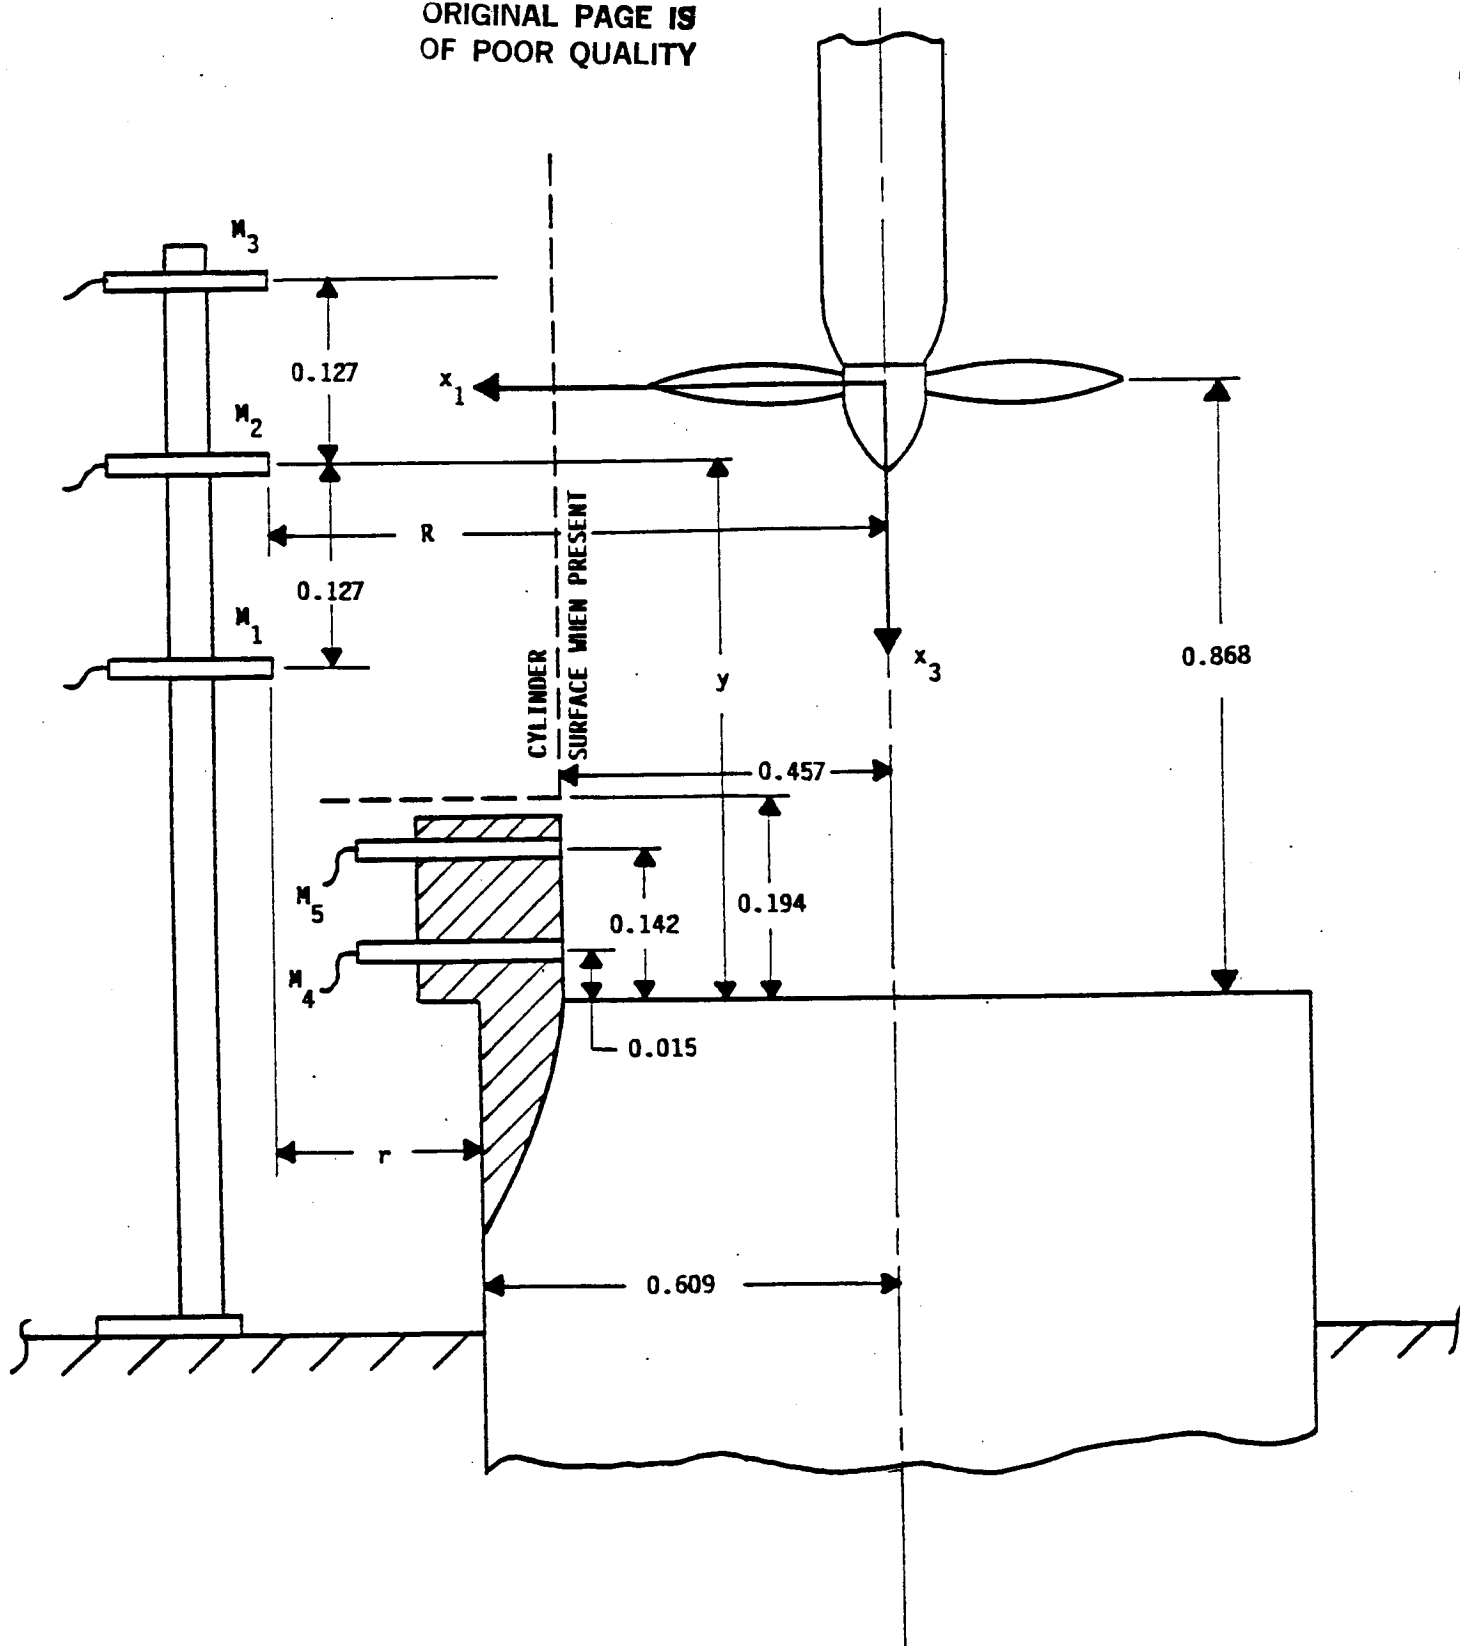 ORIGINAL PAGE IS
OF POOR QUALITY
M3
0.127
x1
M2
R
0.127
M1
CYLINDER
SURFACE WHEN PRESENT
y
x3
0.868
0.457
M5
0.142
0.194
M4
0.015
r
0.609